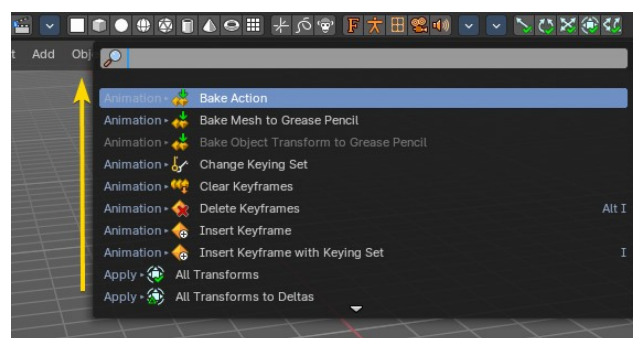 t Add Obj
Animation ▸ Bake Action
Animation ▸ Bake Mesh to Grease Pencil
Animation ▸ Bake Object Transform to Grease Pencil
Animation ▸ Change Keying Set
Animation ▸ Clear Keyframes
Animation ▸ Delete Keyframes Alt I
Animation ▸ Insert Keyframe
Animation ▸ Insert Keyframe with Keying Set I
Apply ▸ All Transforms
Apply ▸ All Transforms to Deltas